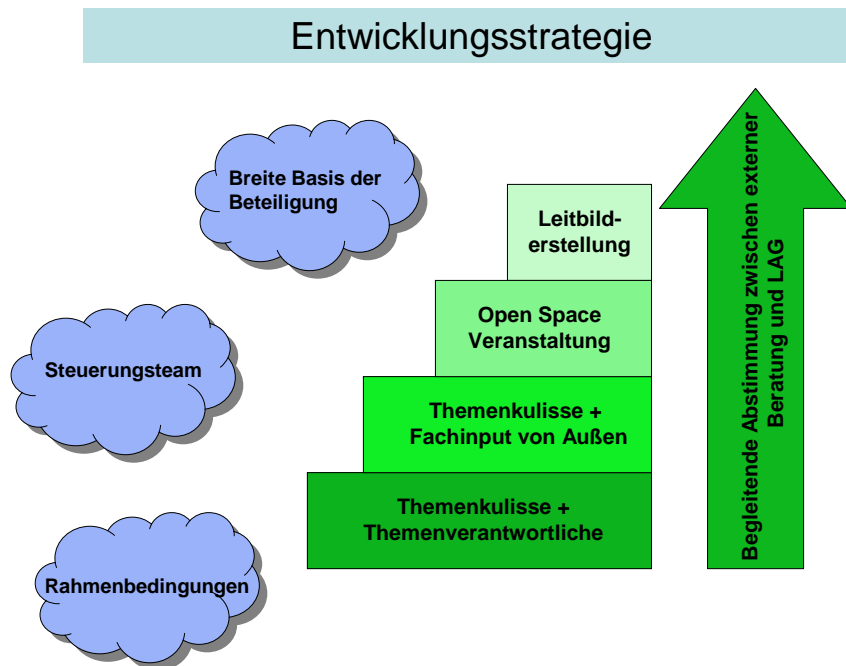 Entwicklungsstrategie
Breite Basis der
Beteiligung
Steuerungsteam
Rahmenbedingungen
Leitbild-
erstellung
Open Space
Veranstaltung
Themenkulisse +
Fachinput von Außen
Themenkulisse +
Themenverantwortliche
Begleitende Abstimmung zwischen externer
Beratung und LAG